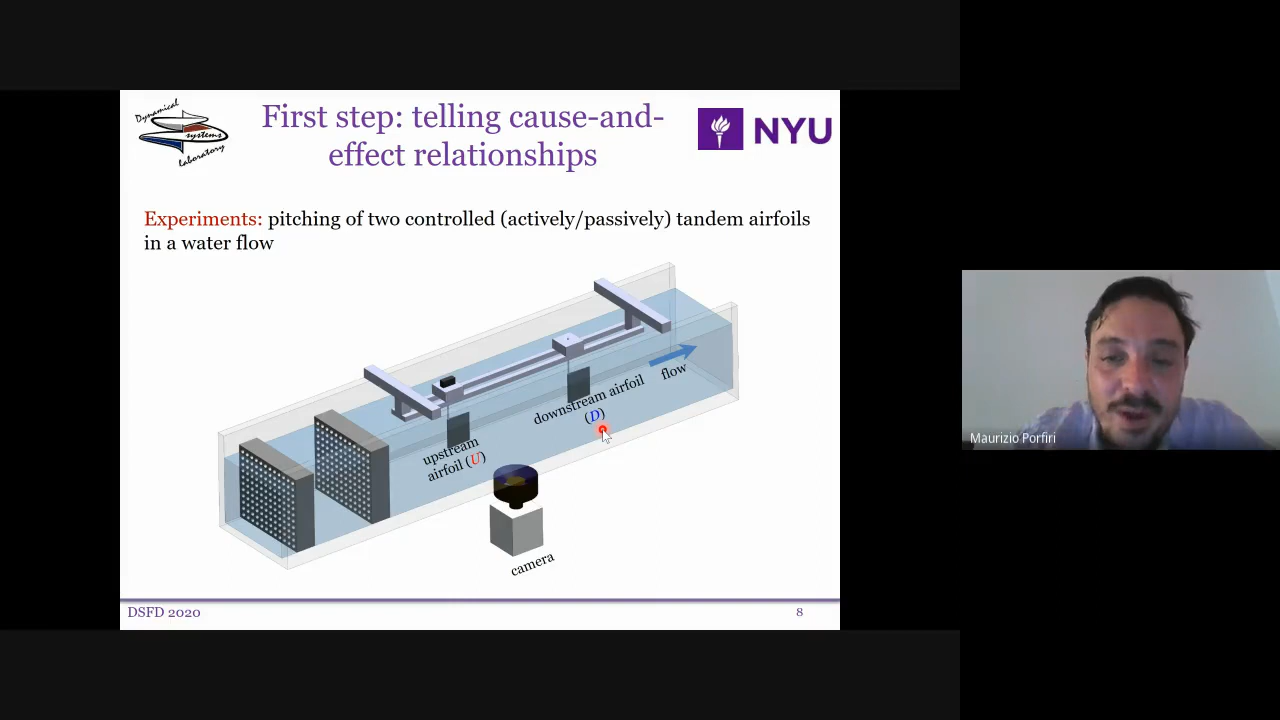 Dynamical
systems
Laboratory
First step: telling cause-and-
effect relationships
NYU
Experiments: pitching of two controlled (actively/passively) tandem airfoils
in a water flow
flow
downstream airfoil
(D)
upstream
airfoil (U)
camera
DSFD 2020
8
Maurizio Porfiri